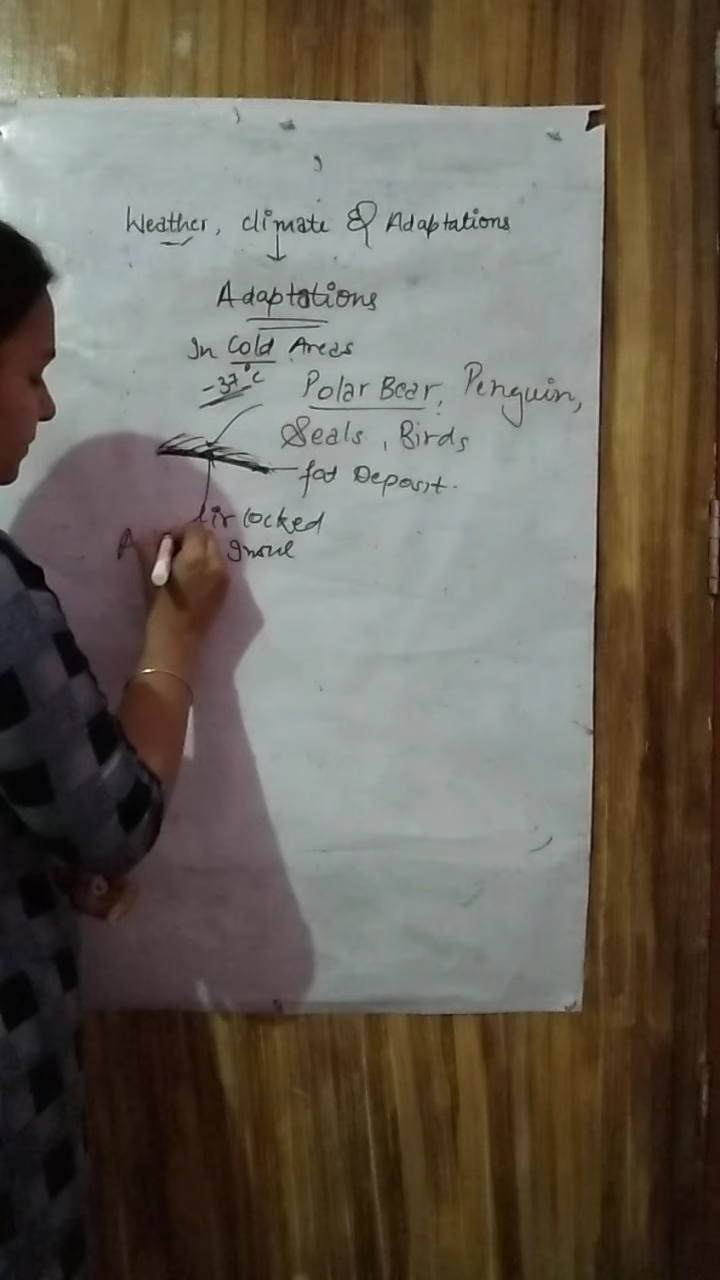 Weather, climate & Adaptations
Adaptations
In Cold Areas
-37°C
Polar Bear, Penguin,
Seals, Birds
fat Deposit.
Air locked
A